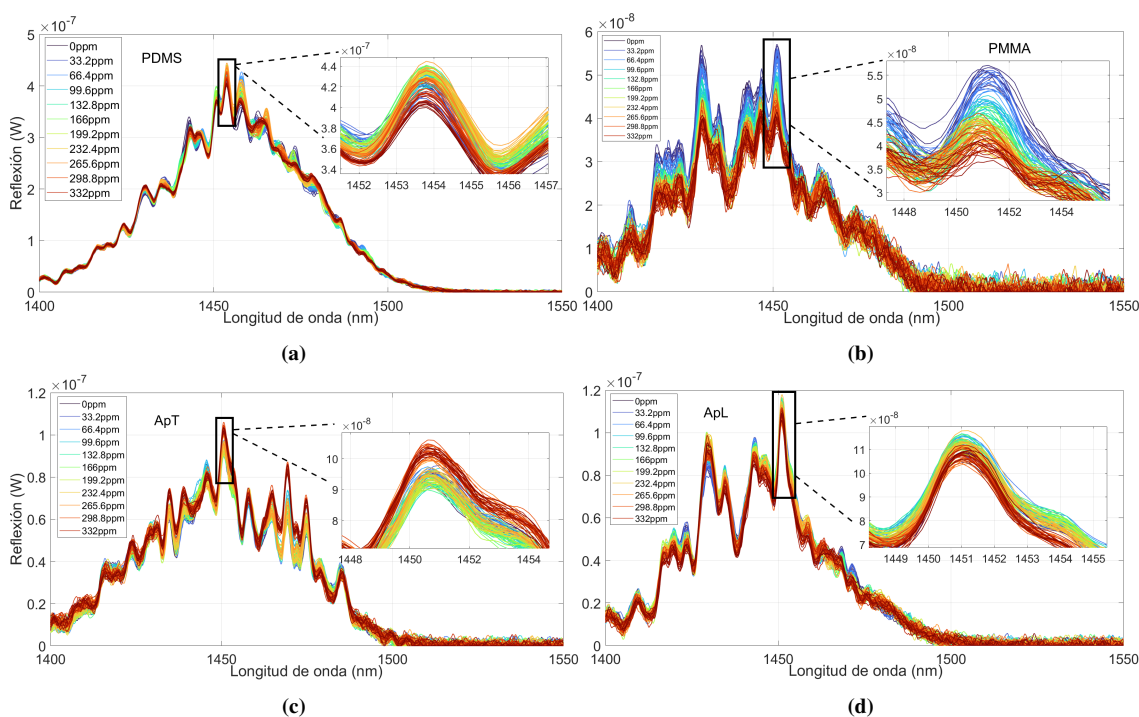 ×10⁻⁷
5
4
3
2
1
0
Reflexión (W)
0ppm
33.2ppm
66.4ppm
99.6ppm
132.8ppm
166ppm
199.2ppm
232.4ppm
265.6ppm
298.8ppm
332ppm
PDMS
×10⁻⁷
4.4
4.2
4
3.8
3.6
3.4
1452 1453 1454 1455 1456 1457
1400 1450 1500 1550
Longitud de onda (nm)
(a)
×10⁻⁸
6
5
4
3
2
1
0
0ppm
33.2ppm
66.4ppm
99.6ppm
132.8ppm
166ppm
199.2ppm
232.4ppm
265.6ppm
298.8ppm
332ppm
PMMA
×10⁻⁸
5.5
5
4.5
4
3.5
3
1448 1450 1452 1454
1400 1450 1500 1550
Longitud de onda (nm)
(b)
×10⁻⁷
1.2
1
0.8
0.6
0.4
0.2
0
Reflexión (W)
0ppm
33.2ppm
66.4ppm
99.6ppm
132.8ppm
166ppm
199.2ppm
232.4ppm
265.6ppm
298.8ppm
332ppm
ApT
×10⁻⁸
10
9
8
1448 1450 1452 1454
1400 1450 1500 1550
Longitud de onda (nm)
(c)
×10⁻⁷
1.2
1
0.8
0.6
0.4
0.2
0
0ppm
33.2ppm
66.4ppm
99.6ppm
132.8ppm
166ppm
199.2ppm
232.4ppm
265.6ppm
298.8ppm
332ppm
ApL
×10⁻⁸
11
10
9
8
7
1449 1450 1451 1452 1453 1454 1455
1400 1450 1500 1550
Longitud de onda (nm)
(d)